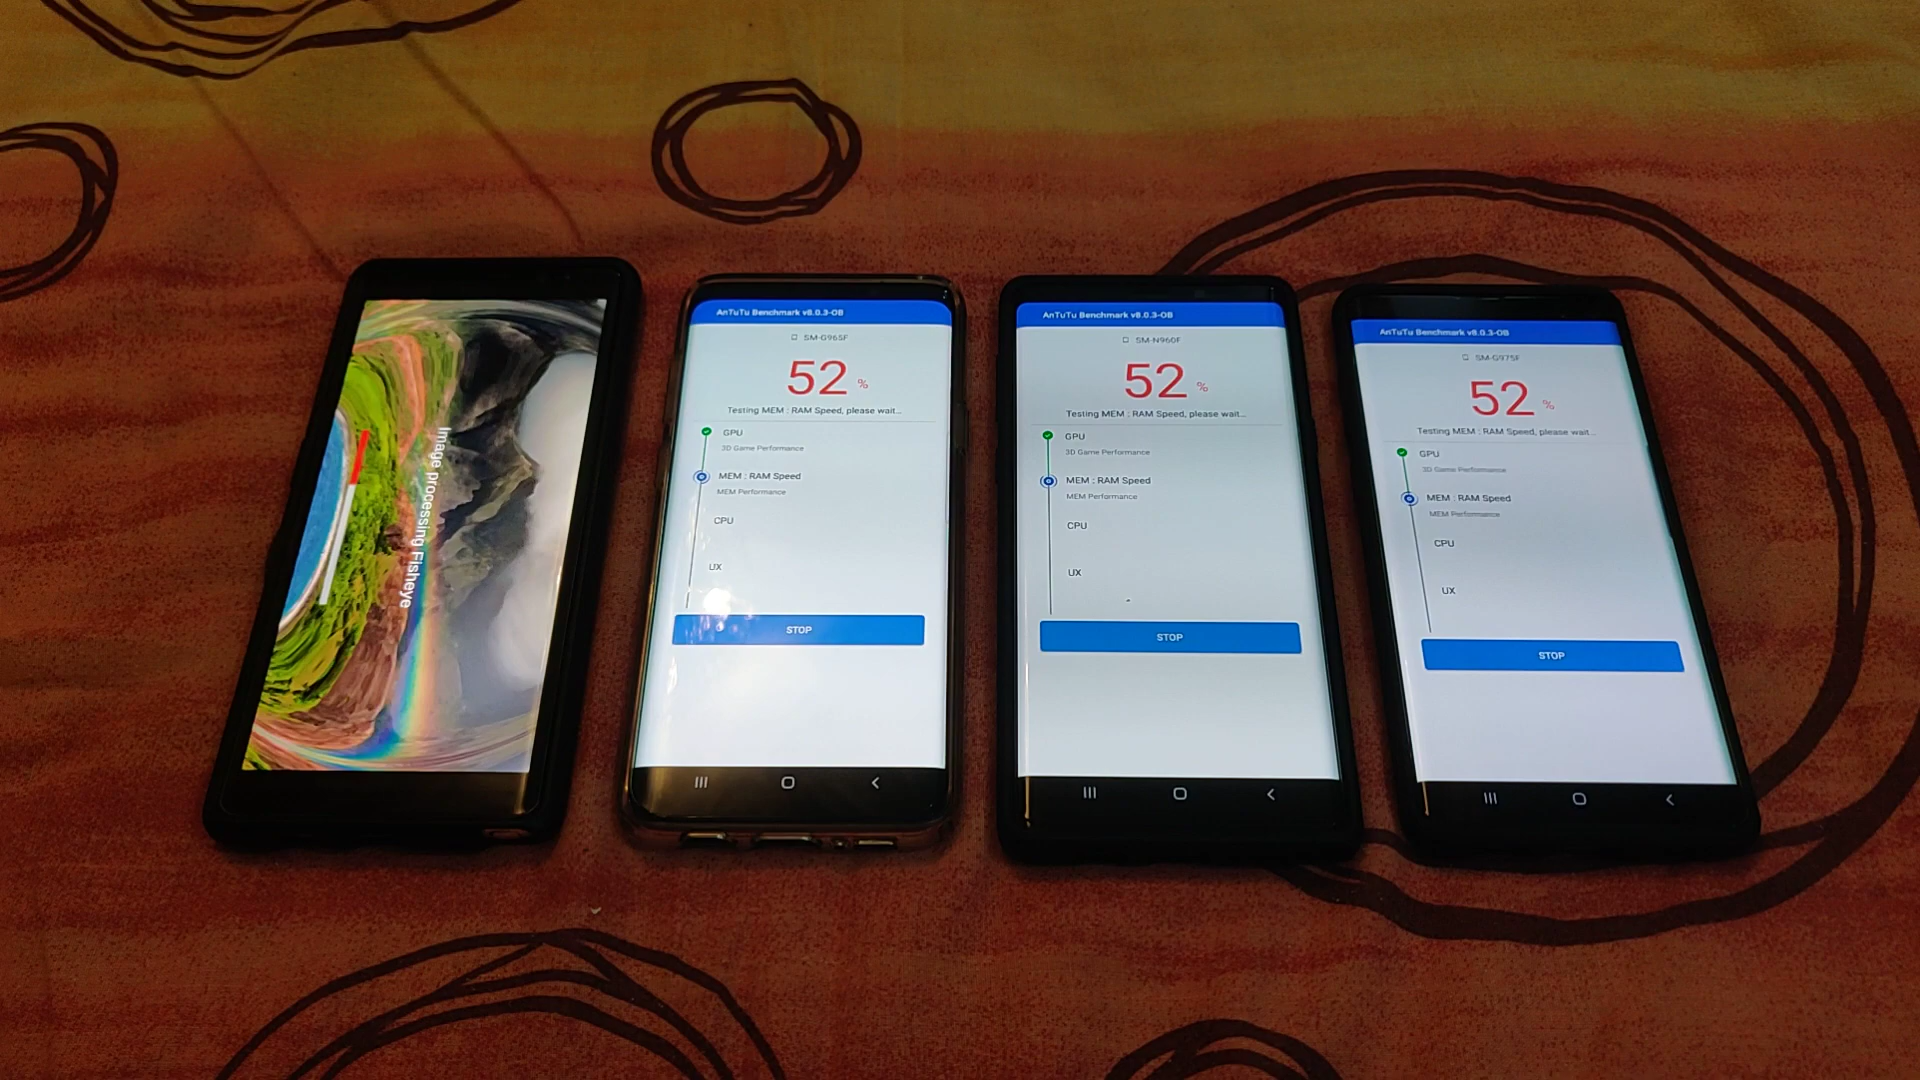 Image processing Fisheye
AnTuTu Benchmark v8.0.3-OB
SM-G965F
52 %
Testing MEM : RAM Speed, please wait...
GPU
3D Game Performance
MEM : RAM Speed
MEM Performance
CPU
UX
STOP
AnTuTu Benchmark v8.0.3-OB
SM-N960F
52 %
Testing MEM : RAM Speed, please wait...
GPU
3D Game Performance
MEM : RAM Speed
MEM Performance
CPU
UX
STOP
AnTuTu Benchmark v8.0.3-OB
SM-G975F
52 %
Testing MEM : RAM Speed, please wait...
GPU
3D Game Performance
MEM : RAM Speed
MEM Performance
CPU
UX
STOP